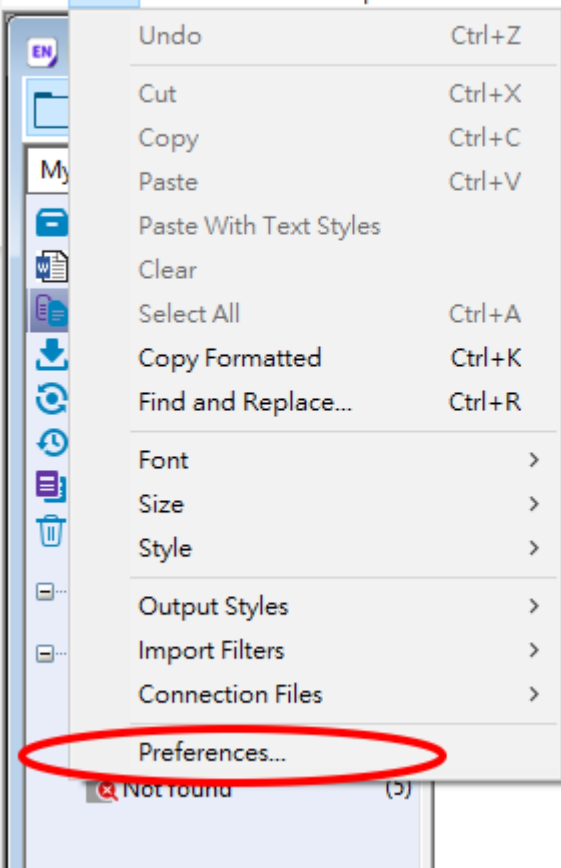 EN
Undo Ctrl+Z
Cut Ctrl+X
My
Copy Ctrl+C
Paste Ctrl+V
Paste With Text Styles
Clear
Select All Ctrl+A
Copy Formatted Ctrl+K
Find and Replace... Ctrl+R
Font
Size
Style
Output Styles
Import Filters
Connection Files
Preferences...
Not found (5)